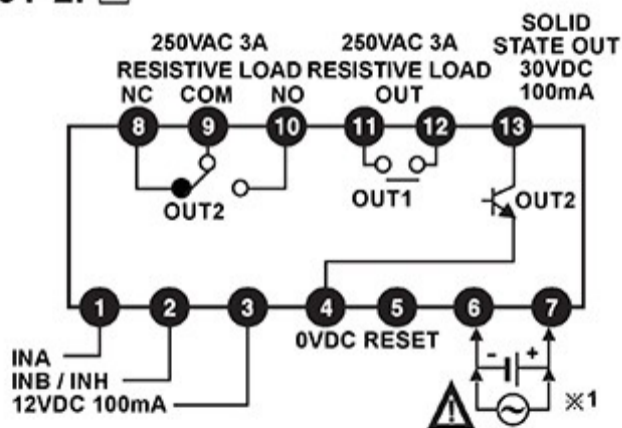 250VAC 3A 250VAC 3A SOLID
STATE OUT
RESISTIVE LOAD RESISTIVE LOAD 30VDC
NC COM NO OUT 100mA
8 9 10 11 12 13
OUT2 OUT1 OUT2
1 2 3 4 5 6 7
0VDC RESET
INA
INB / INH
12VDC 100mA
- +
※1